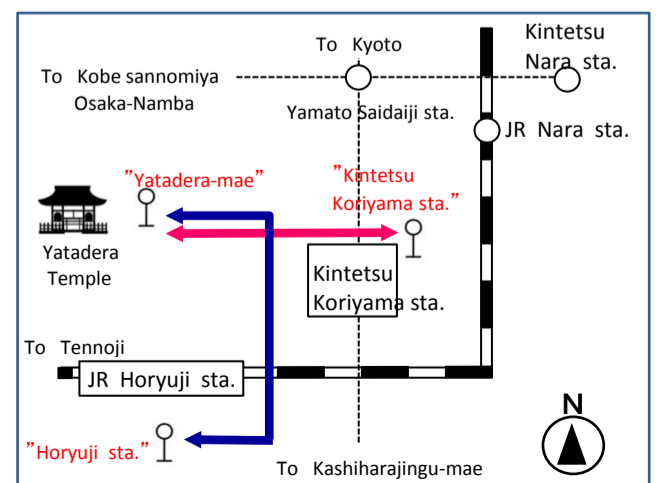 Kintetsu
Nara sta.
To Kyoto
To Kobe sannomiya
Osaka-Namba
Yamato Saidaiji sta.
JR Nara sta.
”Yatadera-mae”
”Kintetsu
Koriyama sta.”
Yatadera
Temple
Kintetsu
Koriyama sta.
To Tennoji
JR Horyuji sta.
”Horyuji sta.”
To Kashiharajingu-mae
N